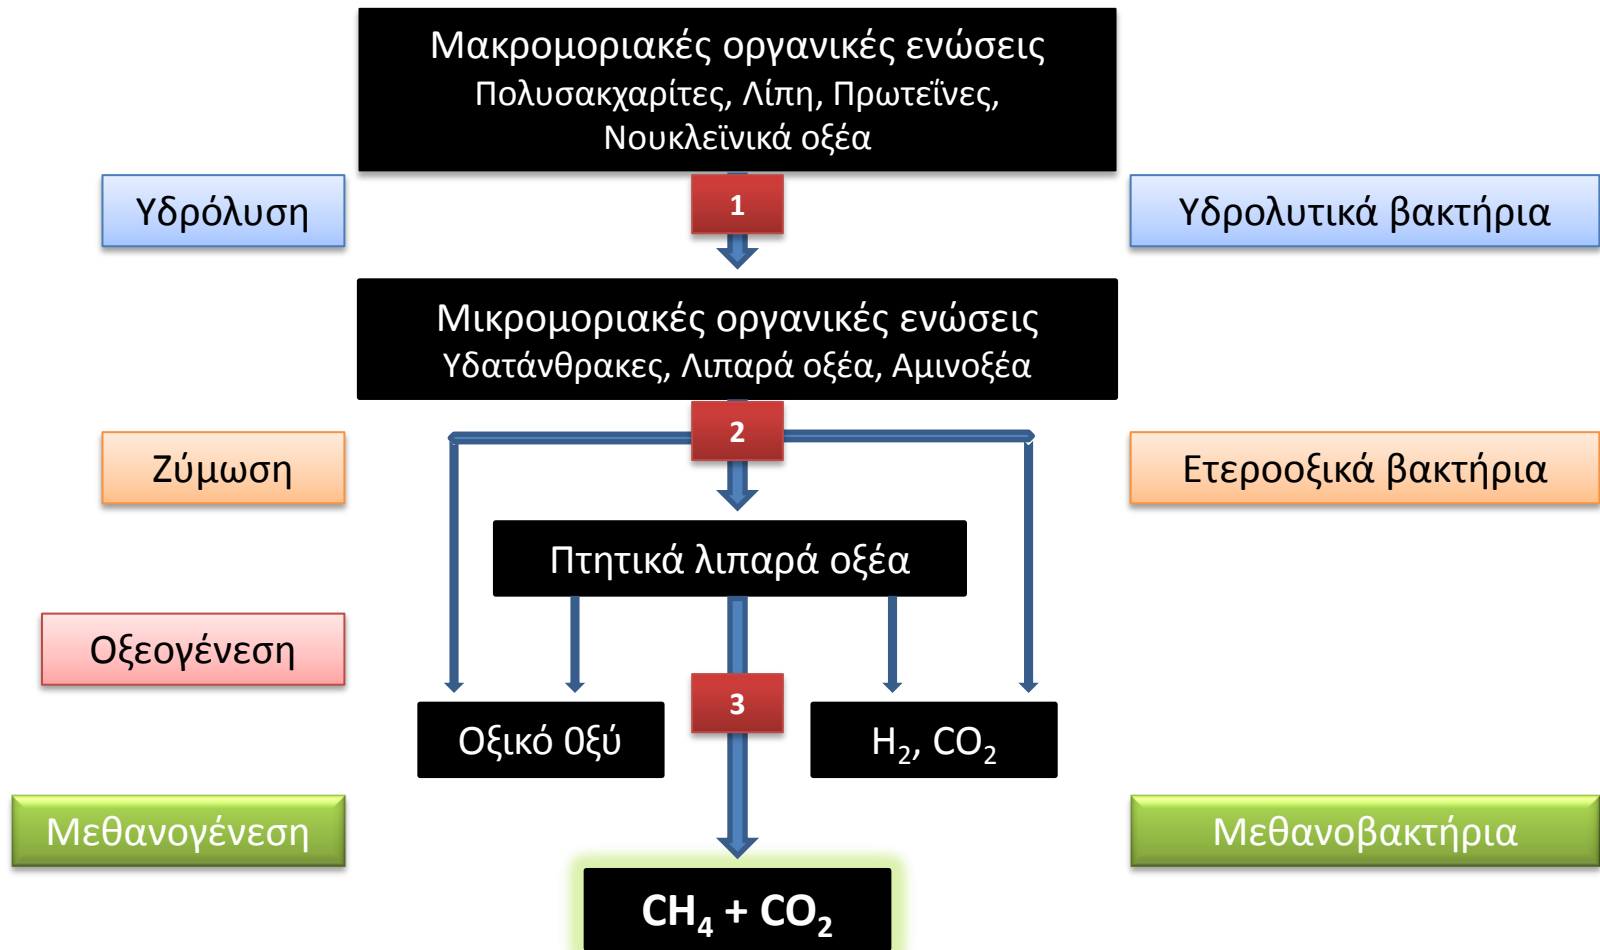 Μακρομοριακές οργανικές ενώσεις
Πολυσακχαρίτες, Λίπη, Πρωτεΐνες,
Νουκλεϊνικά οξέα
Υδρόλυση
1
Υδρολυτικά βακτήρια
Μικρομοριακές οργανικές ενώσεις
Υδατάνθρακες, Λιπαρά οξέα, Αμινοξέα
2
Ζύμωση
Ετεροοξικά βακτήρια
Πτητικά λιπαρά οξέα
Οξεογένεση
3
Οξικό 0ξύ
H₂, CO₂
Μεθανογένεση
Μεθανοβακτήρια
CH₄ + CO₂